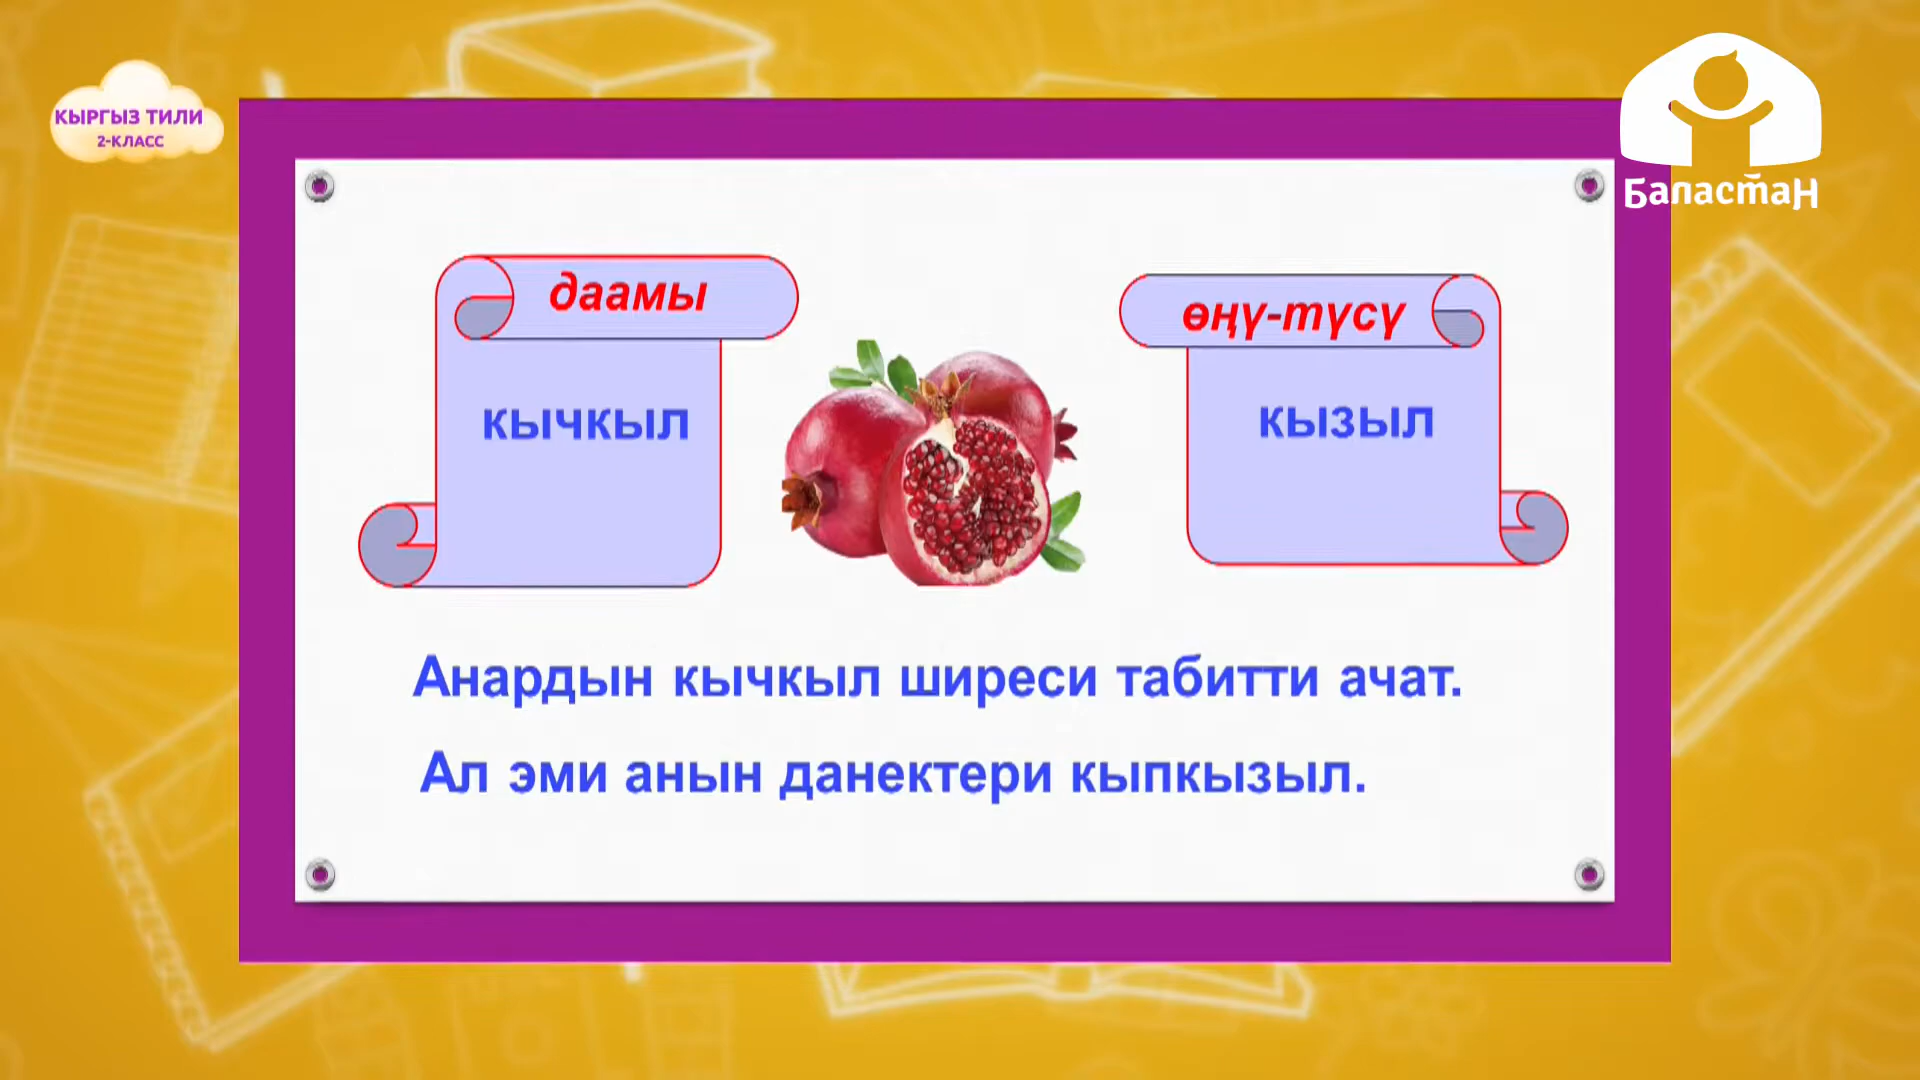 КЫРГЫЗ ТИЛИ
2-КЛАСС
Баластан
даамы
кычкыл
өңү-түсү
кызыл
Анардын кычкыл ширеси табитти ачат.
Ал эми анын данектери кыпкызыл.